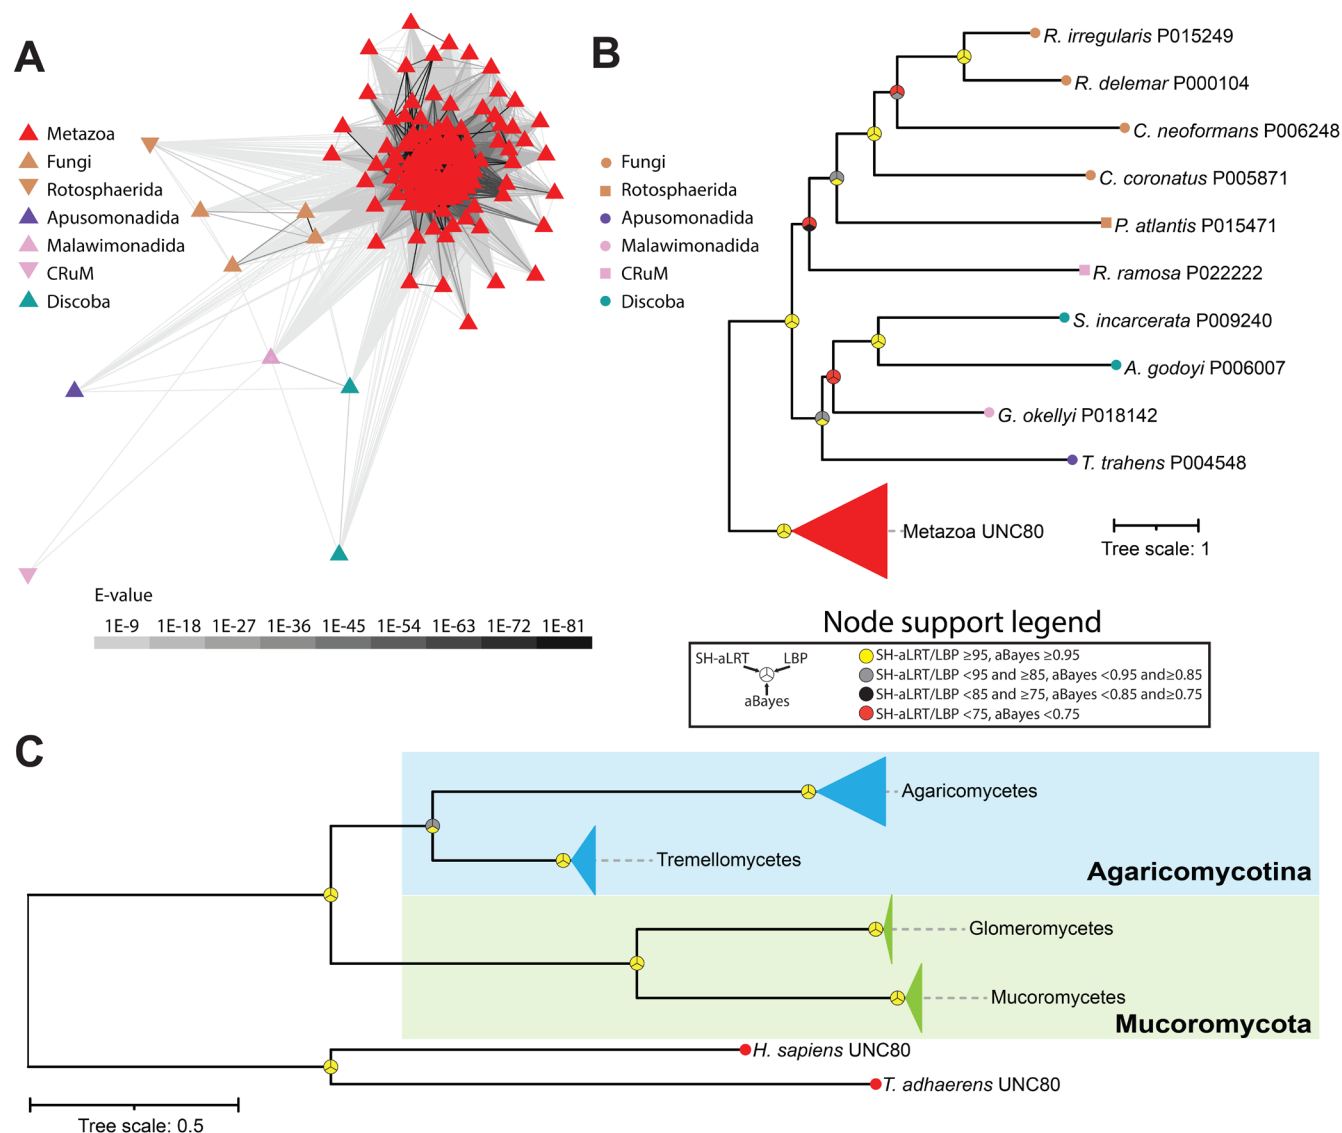 A
Metazoa
Fungi
Rotosphaerida
Apusomonadida
Malawimonadida
CRuM
Discoba
E-value
1E-9 1E-18 1E-27 1E-36 1E-45 1E-54 1E-63 1E-72 1E-81
B
Fungi
Rotosphaerida
Apusomonadida
Malawimonadida
CRuM
Discoba
R. irregularis P015249
R. delemar P000104
C. neoformans P006248
C. coronatus P005871
P. atlantis P015471
R. ramosa P022222
S. incarcerata P009240
A. godoyi P006007
G. okellyi P018142
T. trahens P004548
Metazoa UNC80
Tree scale: 1
Node support legend
SH-aLRT LBP
aBayes
SH-aLRT/LBP ≥95, aBayes ≥0.95
SH-aLRT/LBP <95 and ≥85, aBayes <0.95 and≥0.85
SH-aLRT/LBP <85 and ≥75, aBayes <0.85 and≥0.75
SH-aLRT/LBP <75, aBayes <0.75
C
Agaricomycetes
Tremellomycetes
Agaricomycotina
Glomeromycetes
Mucoromycetes
Mucoromycota
H. sapiens UNC80
T. adhaerens UNC80
Tree scale: 0.5